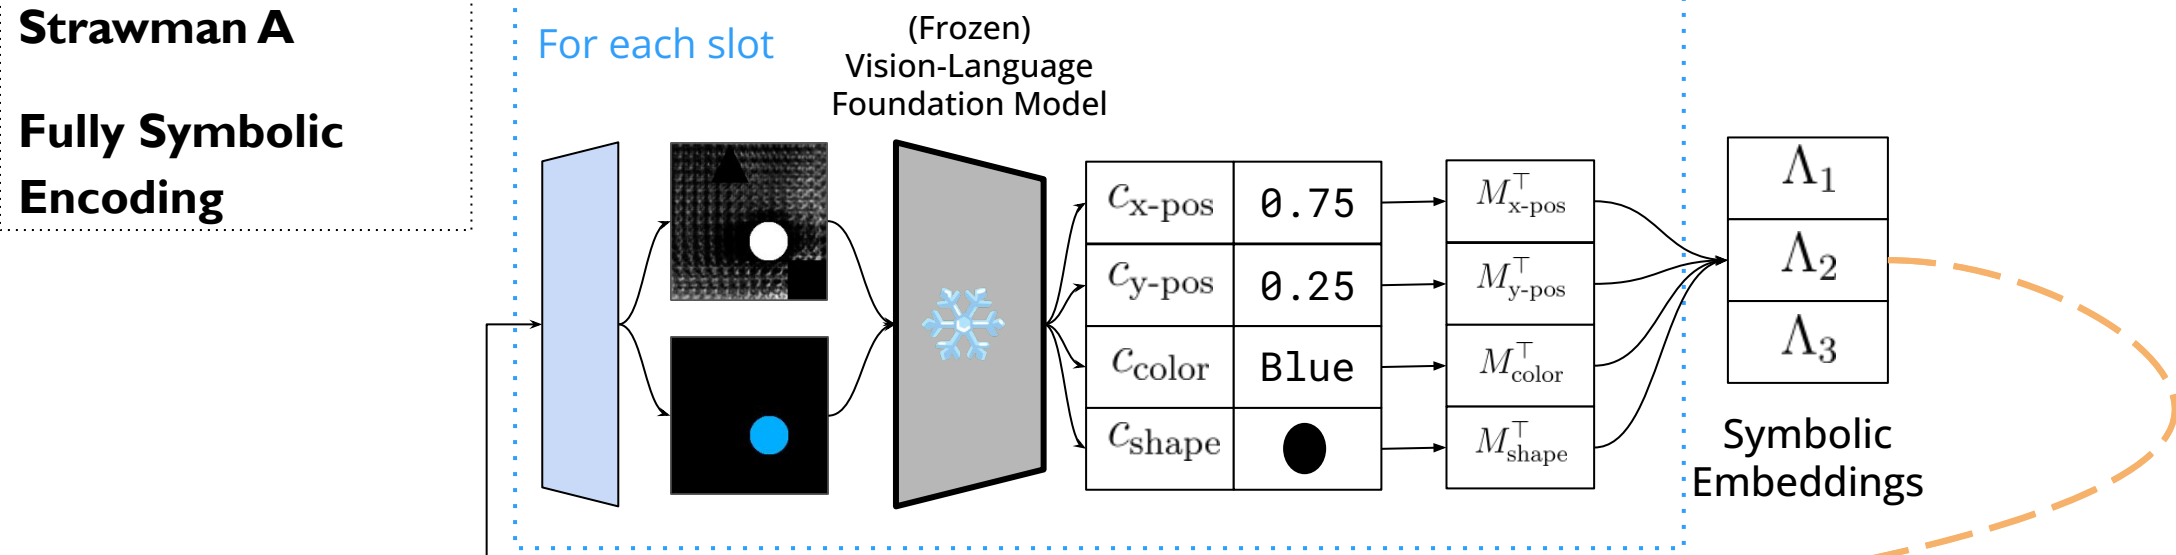 Strawman A
Fully Symbolic
Encoding
For each slot
(Frozen)
Vision-Language
Foundation Model
c_x-pos 0.75 M^⊤_x-pos
c_y-pos 0.25 M^⊤_y-pos
c_color Blue M^⊤_color
c_shape M^⊤_shape
Λ_1
Λ_2
Λ_3
Symbolic
Embeddings